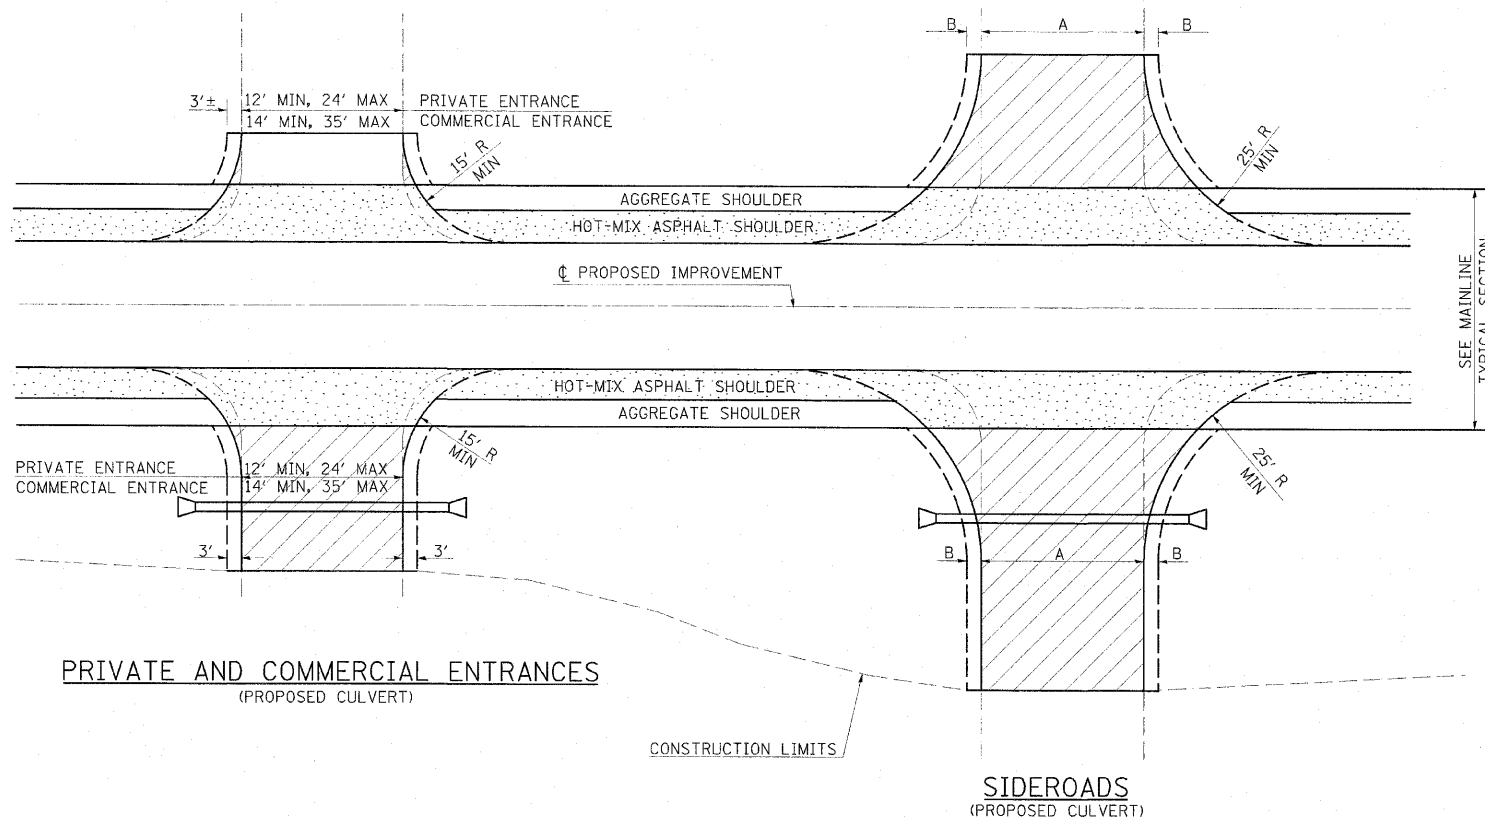 B A B
3'± 12' MIN, 24' MAX PRIVATE ENTRANCE
14' MIN, 35' MAX COMMERCIAL ENTRANCE
15' R
MIN
25' R
MIN
AGGREGATE SHOULDER
HOT-MIX ASPHALT SHOULDER
℄ PROPOSED IMPROVEMENT
SEE MAINLINE
TYPICAL SECTION
HOT-MIX ASPHALT SHOULDER
AGGREGATE SHOULDER
15' R
MIN
25' R
MIN
PRIVATE ENTRANCE 12' MIN, 24' MAX
COMMERCIAL ENTRANCE 14' MIN, 35' MAX
3' 3'
B A B
PRIVATE AND COMMERCIAL ENTRANCES
(PROPOSED CULVERT)
CONSTRUCTION LIMITS
SIDEROADS
(PROPOSED CULVERT)